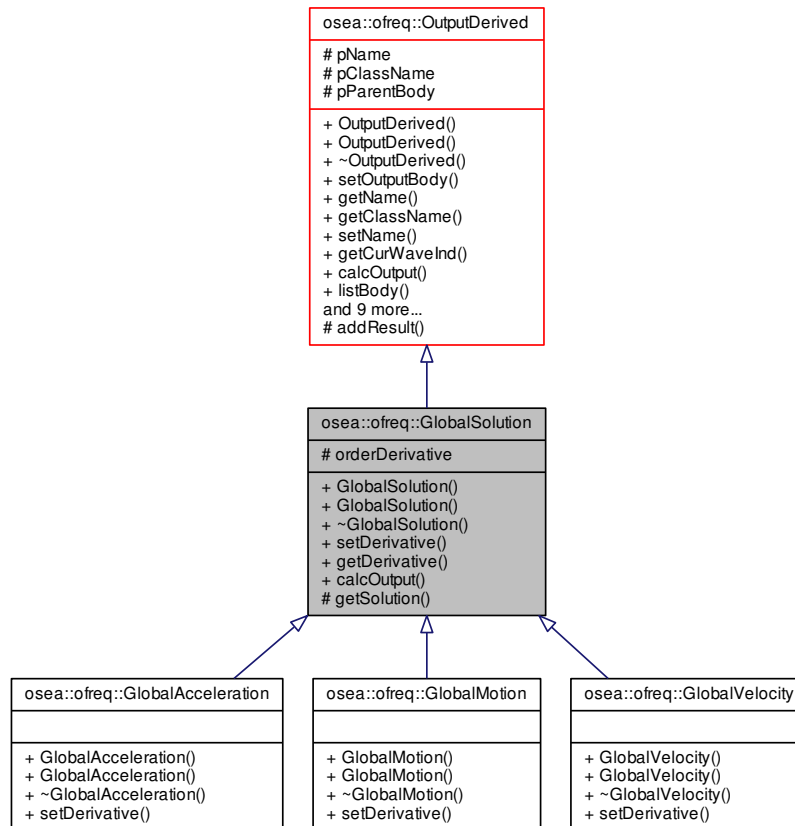 osea::ofreq::OutputDerived
# pName
# pClassName
# pParentBody
+ OutputDerived()
+ OutputDerived()
+ ~OutputDerived()
+ setOutputBody()
+ getName()
+ getClassName()
+ setName()
+ getCurWaveInd()
+ calcOutput()
+ listBody()
and 9 more...
# addResult()
osea::ofreq::GlobalSolution
# orderDerivative
+ GlobalSolution()
+ GlobalSolution()
+ ~GlobalSolution()
+ setDerivative()
+ getDerivative()
+ calcOutput()
# getSolution()
osea::ofreq::GlobalAcceleration
+ GlobalAcceleration()
+ GlobalAcceleration()
+ ~GlobalAcceleration()
+ setDerivative()
osea::ofreq::GlobalMotion
+ GlobalMotion()
+ GlobalMotion()
+ ~GlobalMotion()
+ setDerivative()
osea::ofreq::GlobalVelocity
+ GlobalVelocity()
+ GlobalVelocity()
+ ~GlobalVelocity()
+ setDerivative()